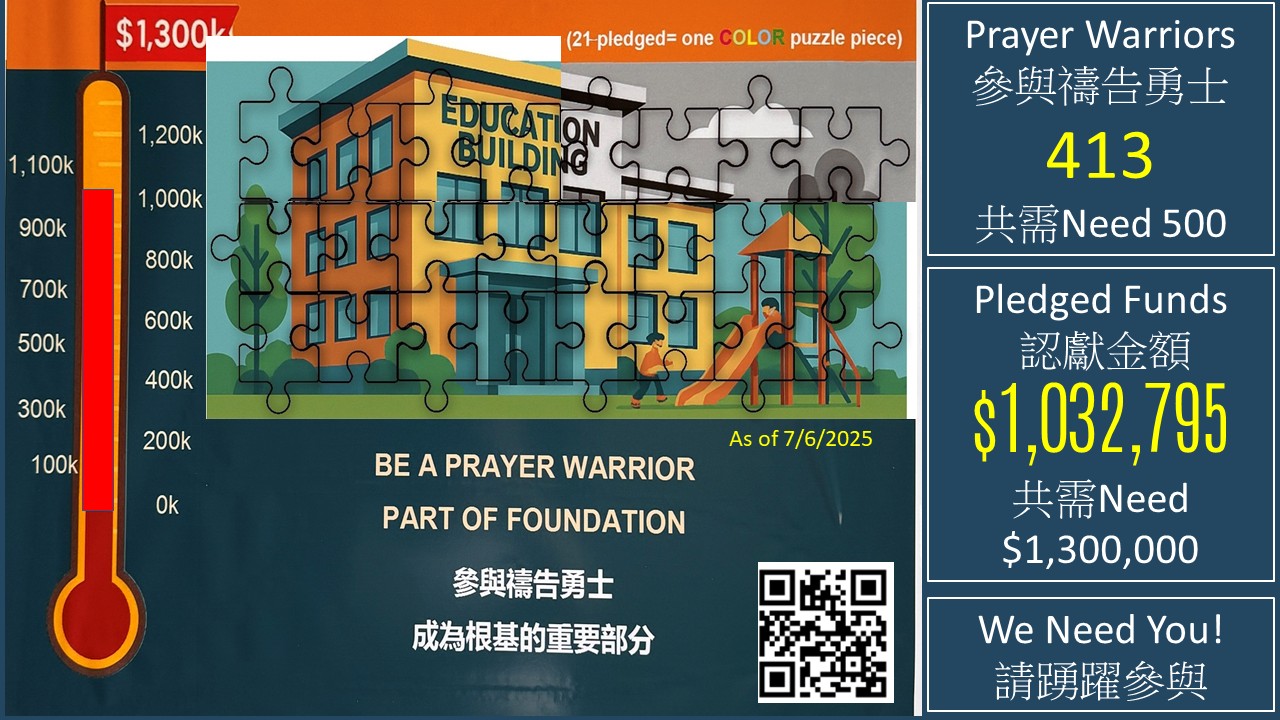 $1,300k
(21 pledged= one COLOR puzzle piece)
1,200k
1,100k
1,000k
900k
800k
700k
600k
500k
400k
300k
200k
100k
0k
EDUCATION
BUILDING
As of 7/6/2025
BE A PRAYER WARRIOR
PART OF FOUNDATION
參與禱告勇士
成為根基的重要部分
Prayer Warriors
參與禱告勇士
413
共需Need 500
Pledged Funds
認獻金額
$1,032,795
共需Need
$1,300,000
We Need You!
請踴躍參與